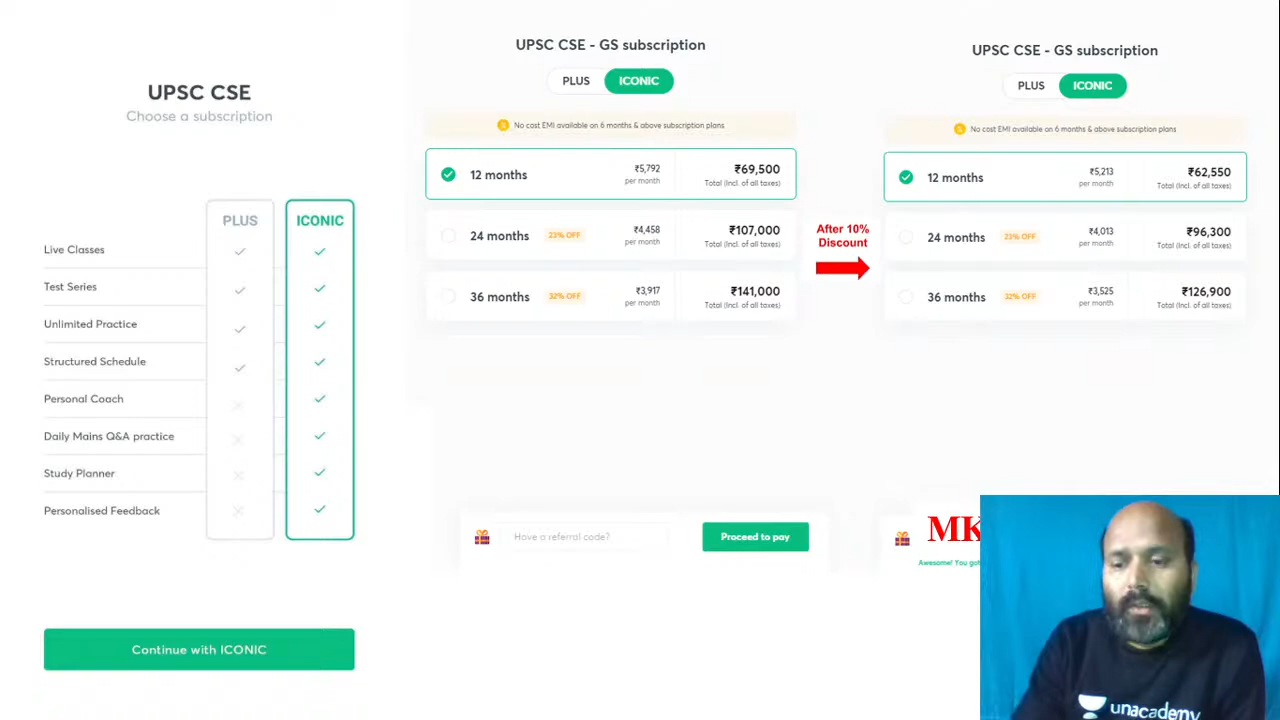 UPSC CSE
Choose a subscription
PLUS ICONIC
Live Classes
Test Series
Unlimited Practice
Structured Schedule
Personal Coach
Daily Mains Q&A practice
Study Planner
Personalised Feedback
Continue with ICONIC
UPSC CSE - GS subscription
PLUS ICONIC
No cost EMI available on 6 months & above subscription plans
12 months ₹5,792 ₹69,500
per month Total (Incl. of all taxes)
24 months 23% OFF ₹4,458 ₹107,000
per month Total (Incl. of all taxes)
36 months 32% OFF ₹3,917 ₹141,000
per month Total (Incl. of all taxes)
Have a referral code? Proceed to pay
After 10%
Discount
UPSC CSE - GS subscription
PLUS ICONIC
No cost EMI available on 6 months & above subscription plans
12 months ₹5,213 ₹62,550
per month Total (Incl. of all taxes)
24 months 23% OFF ₹4,013 ₹96,300
per month Total (Incl. of all taxes)
36 months 32% OFF ₹3,525 ₹126,900
per month Total (Incl. of all taxes)
MK
Awesome! You got
unacademy